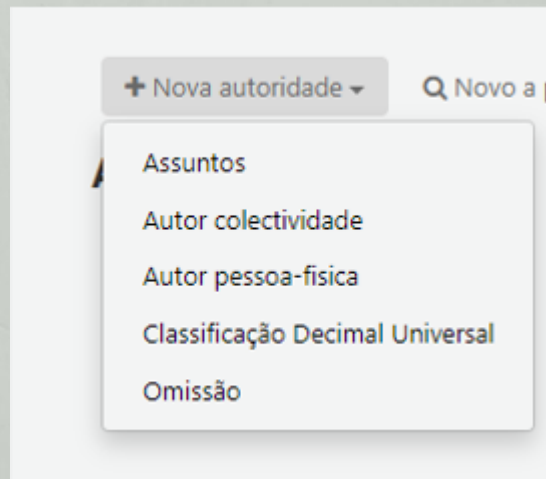 Nova autoridade
Novo a
Assuntos
Autor colectividade
Autor pessoa-fisica
Classificação Decimal Universal
Omissão